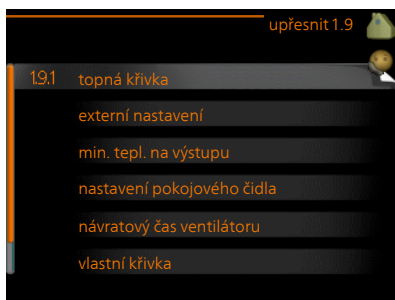 upřesnit 1.9
1.9.1 topná křivka
externí nastavení
min. tepl. na výstupu
nastavení pokojového čidla
návratový čas ventilátoru
vlastní křivka